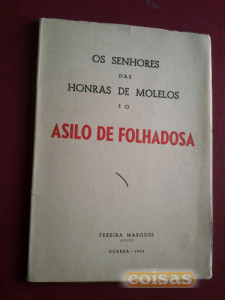 OS SENHORES
DAS
HONRAS DE MOLELOS
E O
ASILO DE FOLHADOSA
PEREIRA MARQUES
GUARDA
coisas